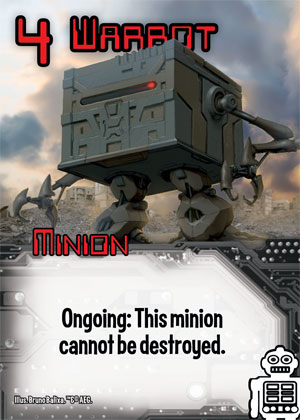 4 Warbot
Minion
Ongoing: This minion
cannot be destroyed.
Illus. Bruno Balixa. ™&© AEG.